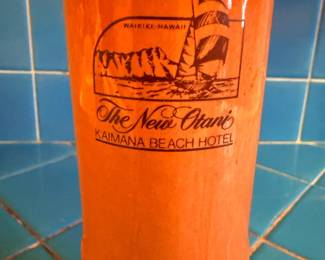 WAIKIKI-HAWAII
The New Otani
KAIMANA BEACH HOTEL